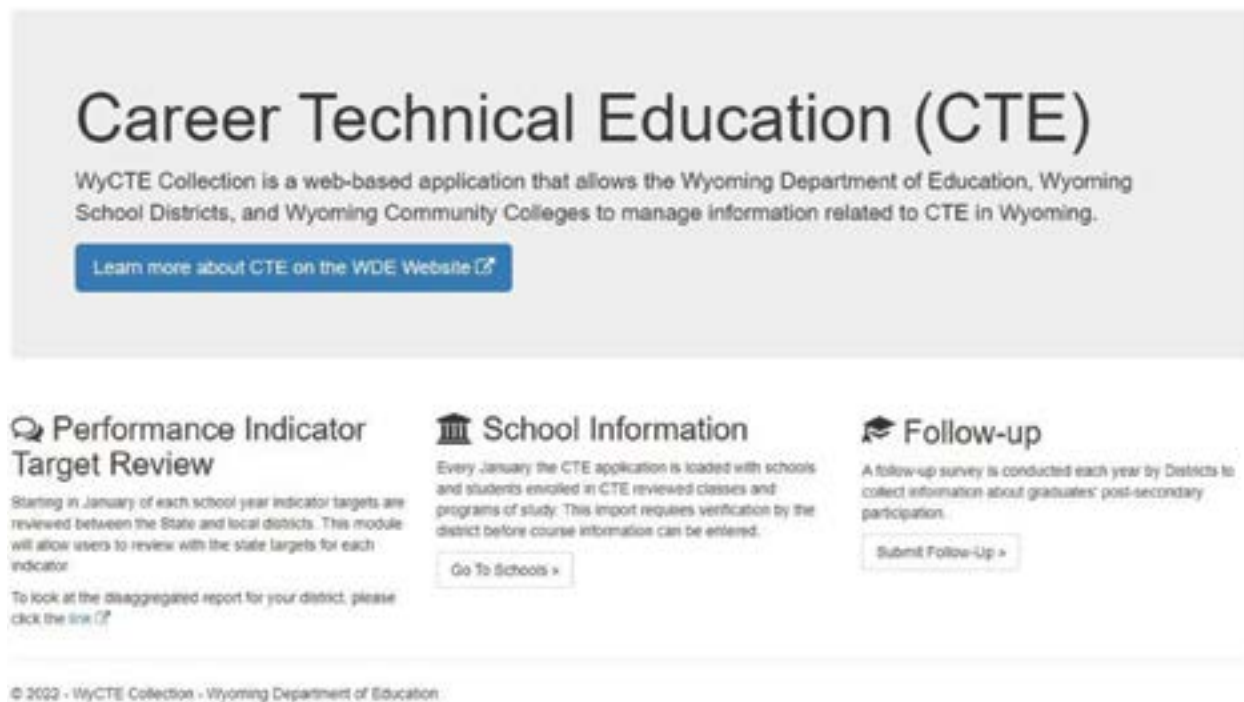 Career Technical Education (CTE)
WyCTE Collection is a web-based application that allows the Wyoming Department of Education, Wyoming
School Districts, and Wyoming Community Colleges to manage information related to CTE in Wyoming.
Learn more about CTE on the WDE Website
Performance Indicator
Target Review
Starting in January of each school year indicator targets are
reviewed between the State and local districts. This module
will allow users to review with the state targets for each
indicator
To look at the disaggregated report for your district, please
click the link
School Information
Every January the CTE application is loaded with schools
and students enrolled in CTE reviewed classes and
programs of study. This import requires verification by the
district before course information can be entered.
Go To Schools »
Follow-up
A follow-up survey is conducted each year by Districts to
collect information about graduates' post-secondary
participation.
Submit Follow-Up »
© 2022 - WyCTE Collection - Wyoming Department of Education